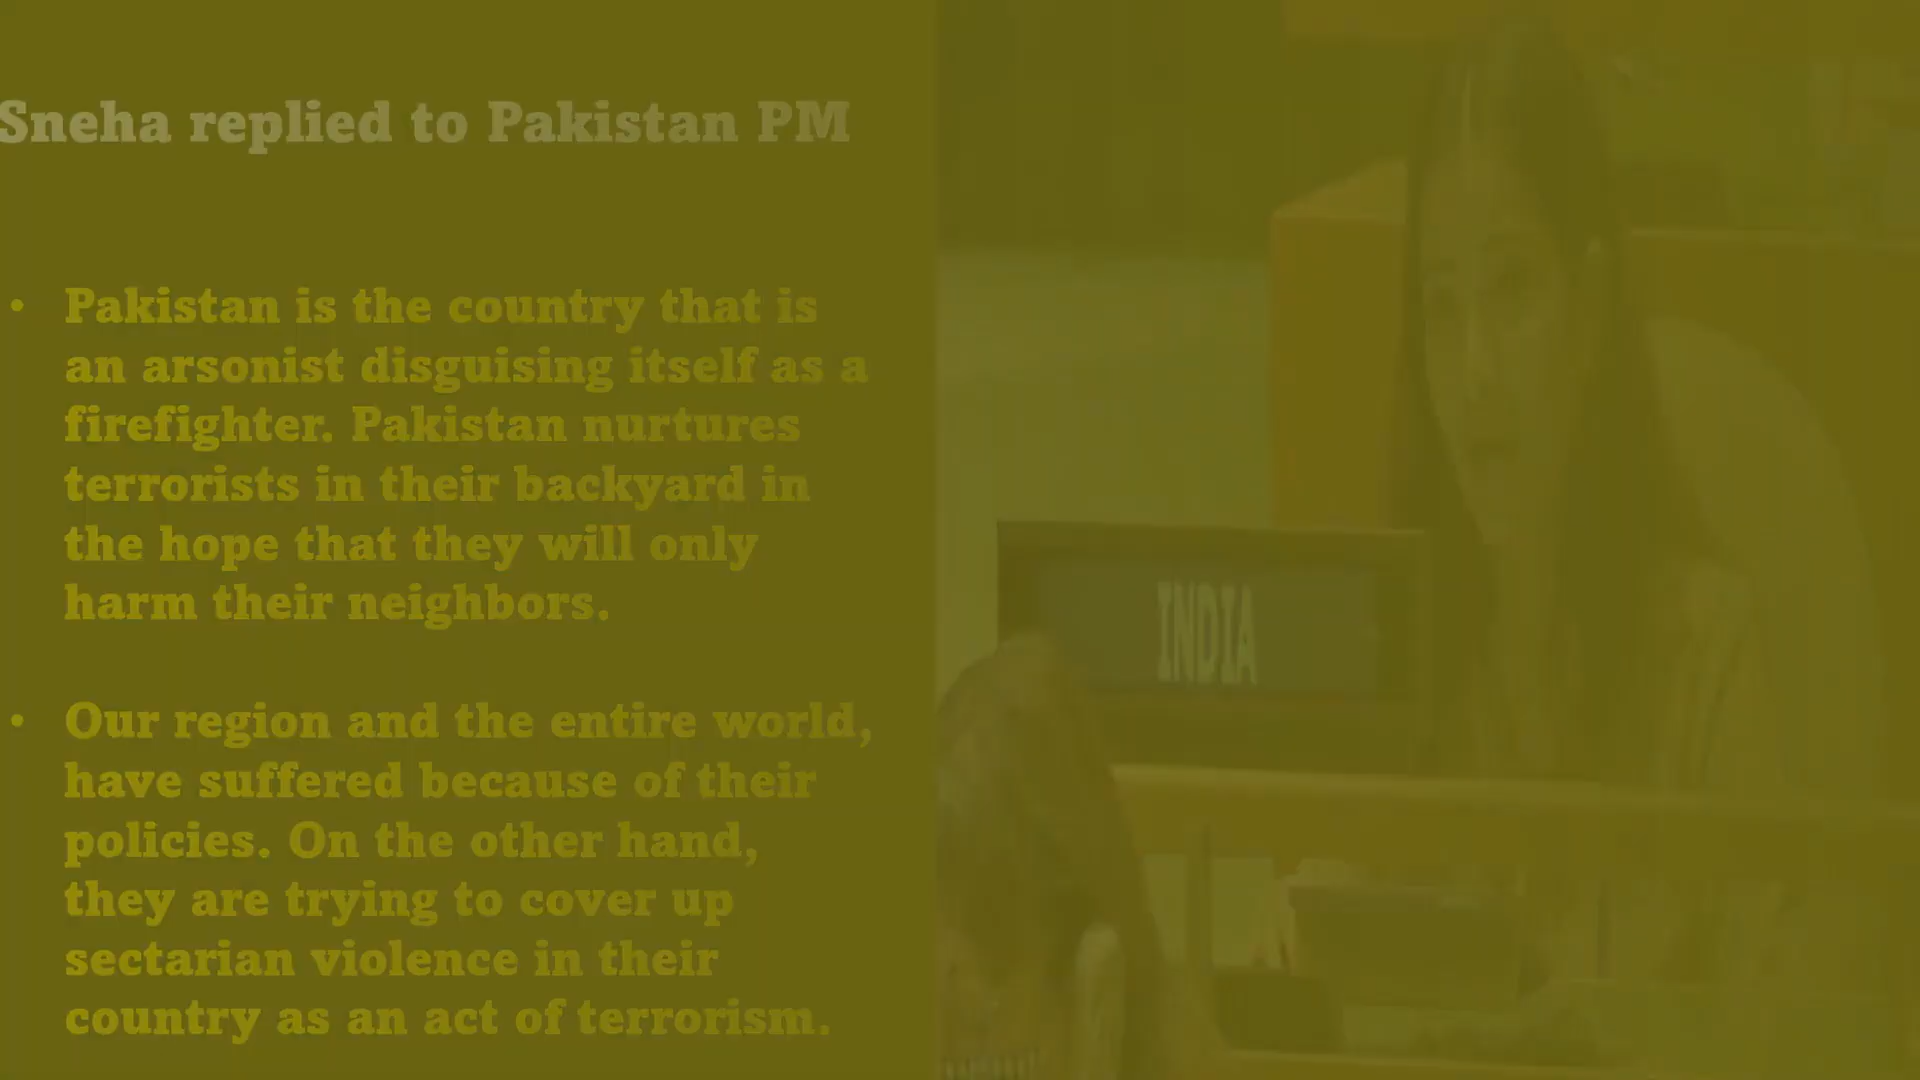 Sneha replied to Pakistan PM
• Pakistan is the country that is
an arsonist disguising itself as a
firefighter. Pakistan nurtures
terrorists in their backyard in
the hope that they will only
harm their neighbors.
• Our region and the entire world,
have suffered because of their
policies. On the other hand,
they are trying to cover up
sectarian violence in their
country as an act of terrorism.
INDIA